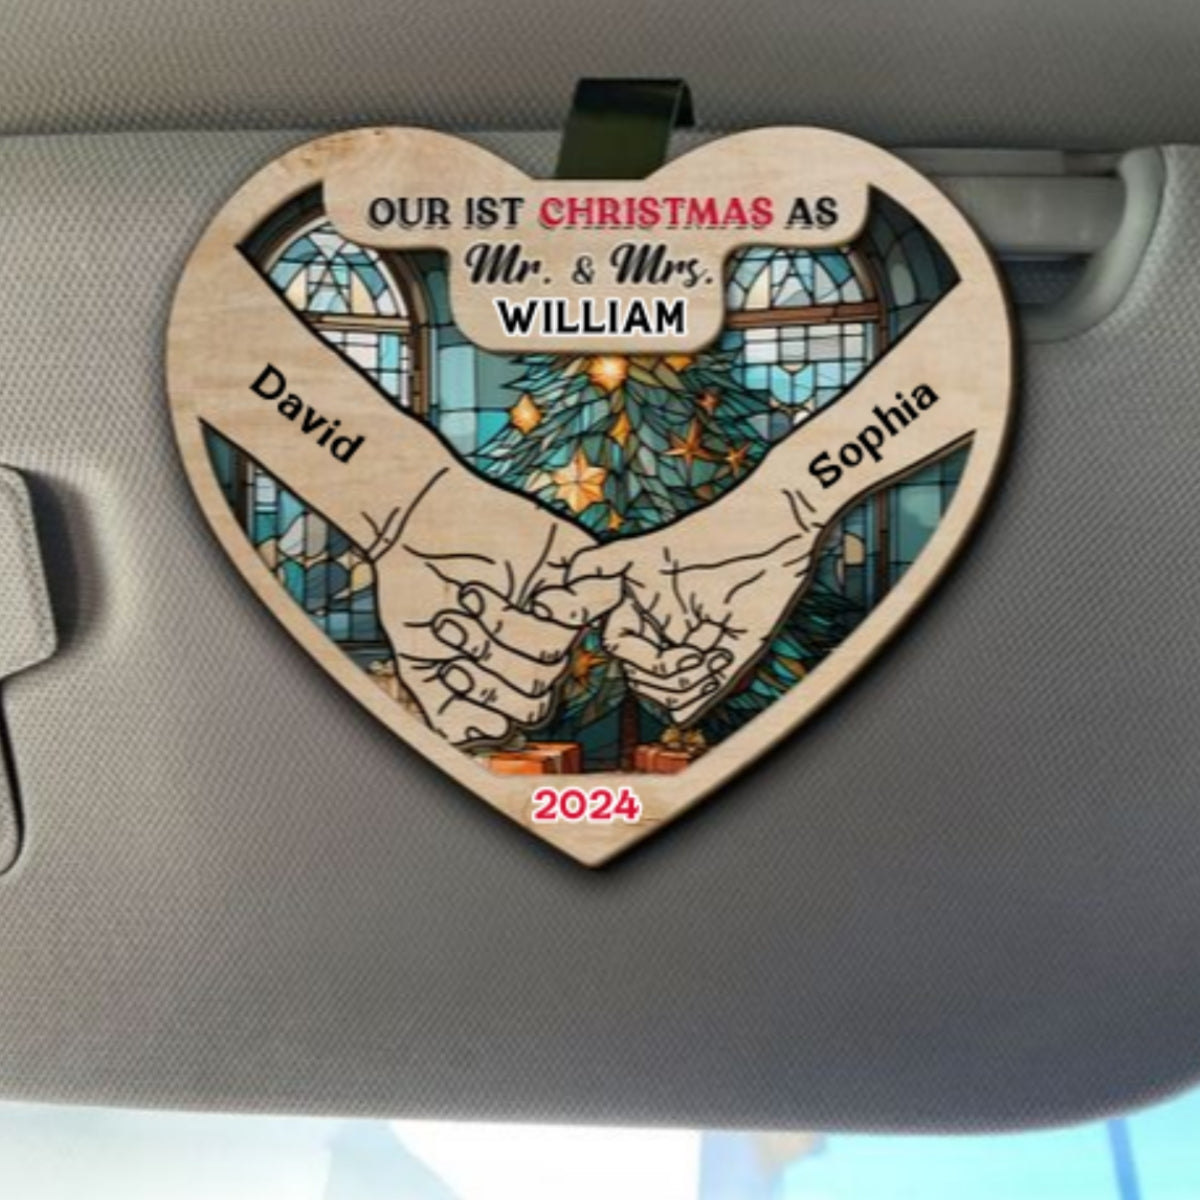 OUR 1ST CHRISTMAS AS
Mr. & Mrs.
WILLIAM
David
Sophia
2024